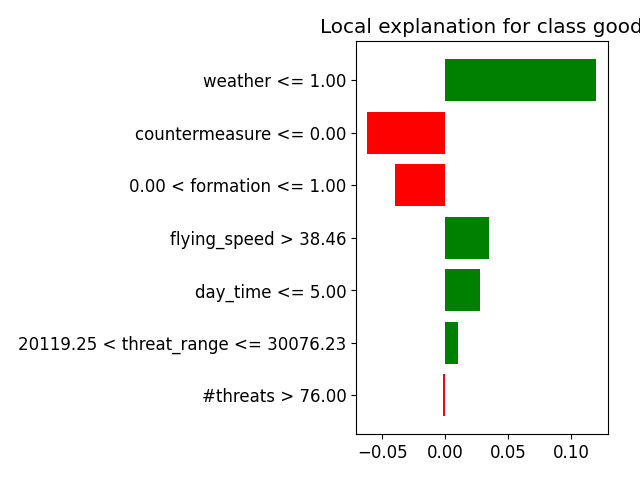 Local explanation for class good
weather <= 1.00
countermeasure <= 0.00
0.00 < formation <= 1.00
flying_speed > 38.46
day_time <= 5.00
20119.25 < threat_range <= 30076.23
#threats > 76.00
−0.05 0.00 0.05 0.10